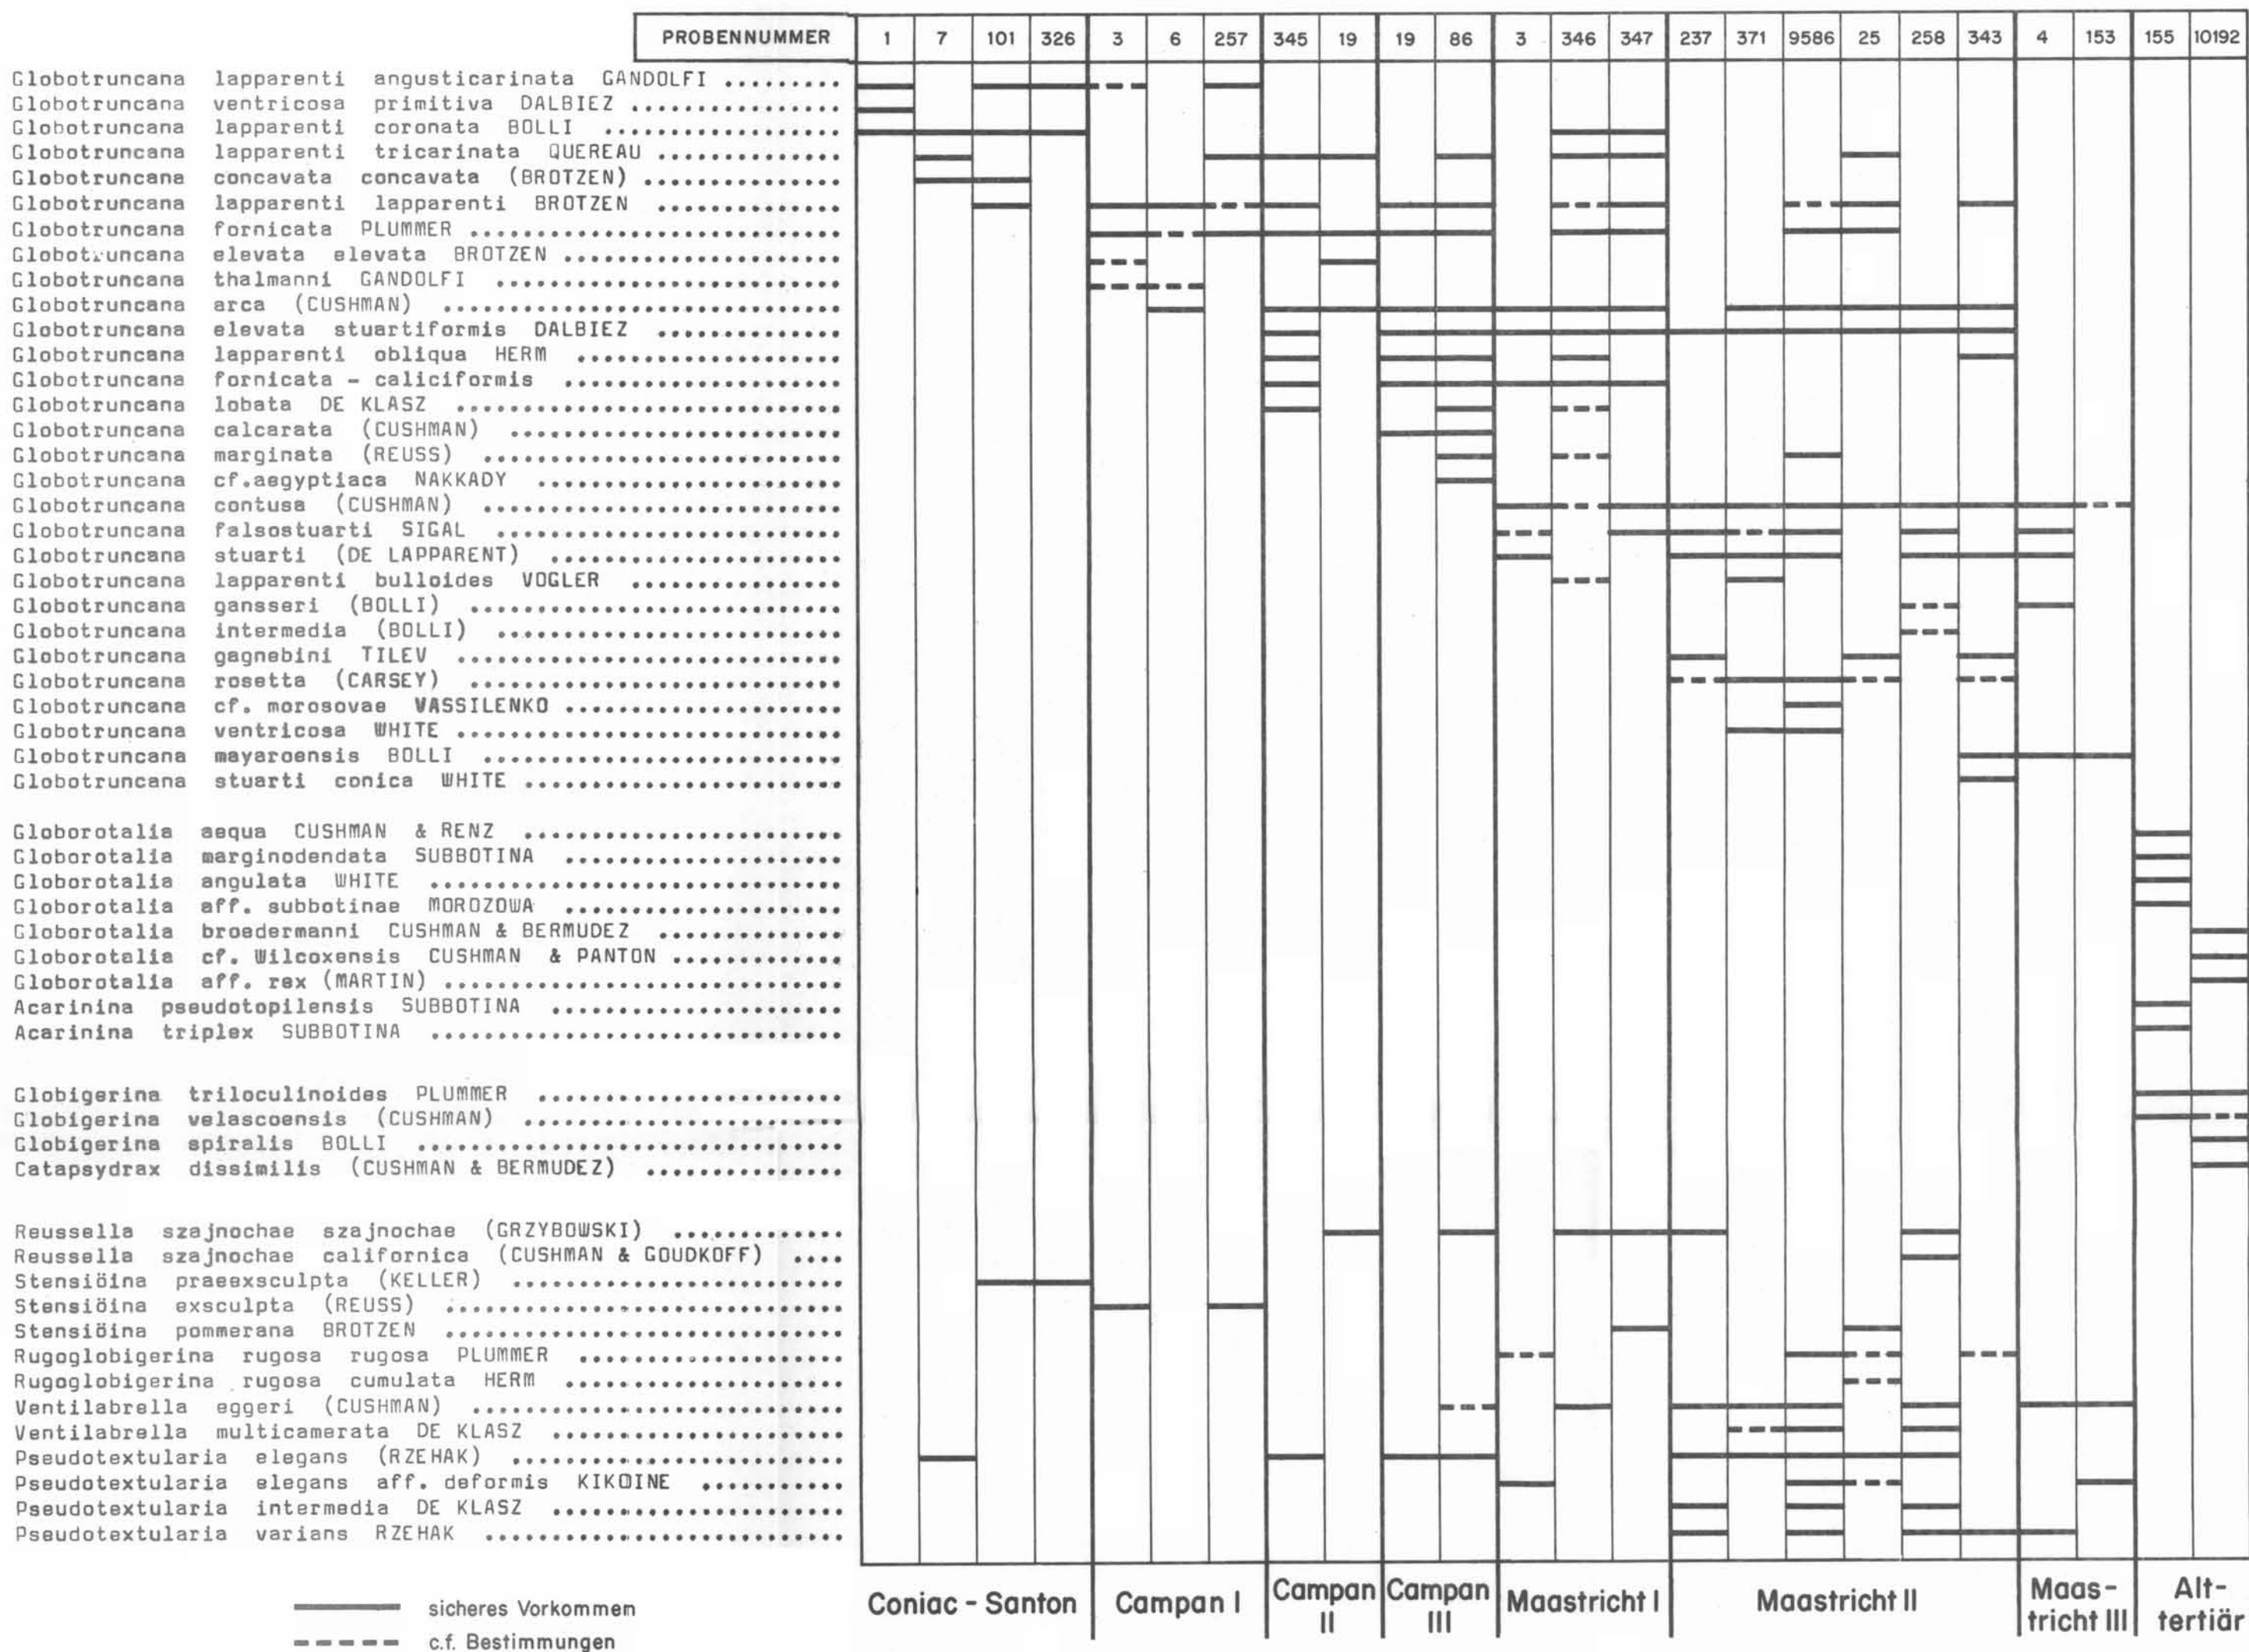 PROBENNUMMER 1 7 101 326 3 6 257 345 19 19 86 3 346 347 237 371 9586 25 258 343 4 153 155 10192
Globotruncana lapparenti angusticarinata GANDOLFI
Globotruncana ventricosa primitiva DALBIEZ
Globotruncana lapparenti coronata BOLLI
Globotruncana lapparenti tricarinata QUEREAU
Globotruncana concavata concavata (BROTZEN)
Globotruncana lapparenti lapparenti BROTZEN
Globotruncana fornicata PLUMMER
Globotruncana elevata elevata BROTZEN
Globotruncana thalmanni GANDOLFI
Globotruncana arca (CUSHMAN)
Globotruncana elevata stuartiformis DALBIEZ
Globotruncana lapparenti obliqua HERM
Globotruncana fornicata - caliciformis
Globotruncana lobata DE KLASZ
Globotruncana calcarata (CUSHMAN)
Globotruncana marginata (REUSS)
Globotruncana cf.aegyptiaca NAKKADY
Globotruncana contusa (CUSHMAN)
Globotruncana falsostuarti SIGAL
Globotruncana stuarti (DE LAPPARENT)
Globotruncana lapparenti bulloides VOGLER
Globotruncana gansseri (BOLLI)
Globotruncana intermedia (BOLLI)
Globotruncana gagnebini TILEV
Globotruncana rosetta (CARSEY)
Globotruncana cf. morosovae VASSILENKO
Globotruncana ventricosa WHITE
Globotruncana mayaroensis BOLLI
Globotruncana stuarti conica WHITE
Globorotalia aequa CUSHMAN & RENZ
Globorotalia marginodendata SUBBOTINA
Globorotalia angulata WHITE
Globorotalia aff. subbotinae MOROZOWA
Globorotalia broedermanni CUSHMAN & BERMUDEZ
Globorotalia cf. Wilcoxensis CUSHMAN & PANTON
Globorotalia aff. rex (MARTIN)
Acarinina pseudotopilensis SUBBOTINA
Acarinina triplex SUBBOTINA
Globigerina triloculinoides PLUMMER
Globigerina velascoensis (CUSHMAN)
Globigerina spiralis BOLLI
Catapsydrax dissimilis (CUSHMAN & BERMUDEZ)
Reussella szajnochae szajnochae (GRZYBOWSKI)
Reussella szajnochae californica (CUSHMAN & GOUDKOFF)
Stensiöina praeexsculpta (KELLER)
Stensiöina exsculpta (REUSS)
Stensiöina pommerana BROTZEN
Rugoglobigerina rugosa rugosa PLUMMER
Rugoglobigerina rugosa cumulata HERM
Ventilabrella eggeri (CUSHMAN)
Ventilabrella multicamerata DE KLASZ
Pseudotextularia elegans (RZEHAK)
Pseudotextularia elegans aff. deformis KIKOINE
Pseudotextularia intermedia DE KLASZ
Pseudotextularia varians RZEHAK
Coniac - Santon
Campan I
Campan
II
Campan
III
Maastricht I
Maastricht II
Maas-
tricht III
Alt-
tertiär
sicheres Vorkommen
c.f. Bestimmungen